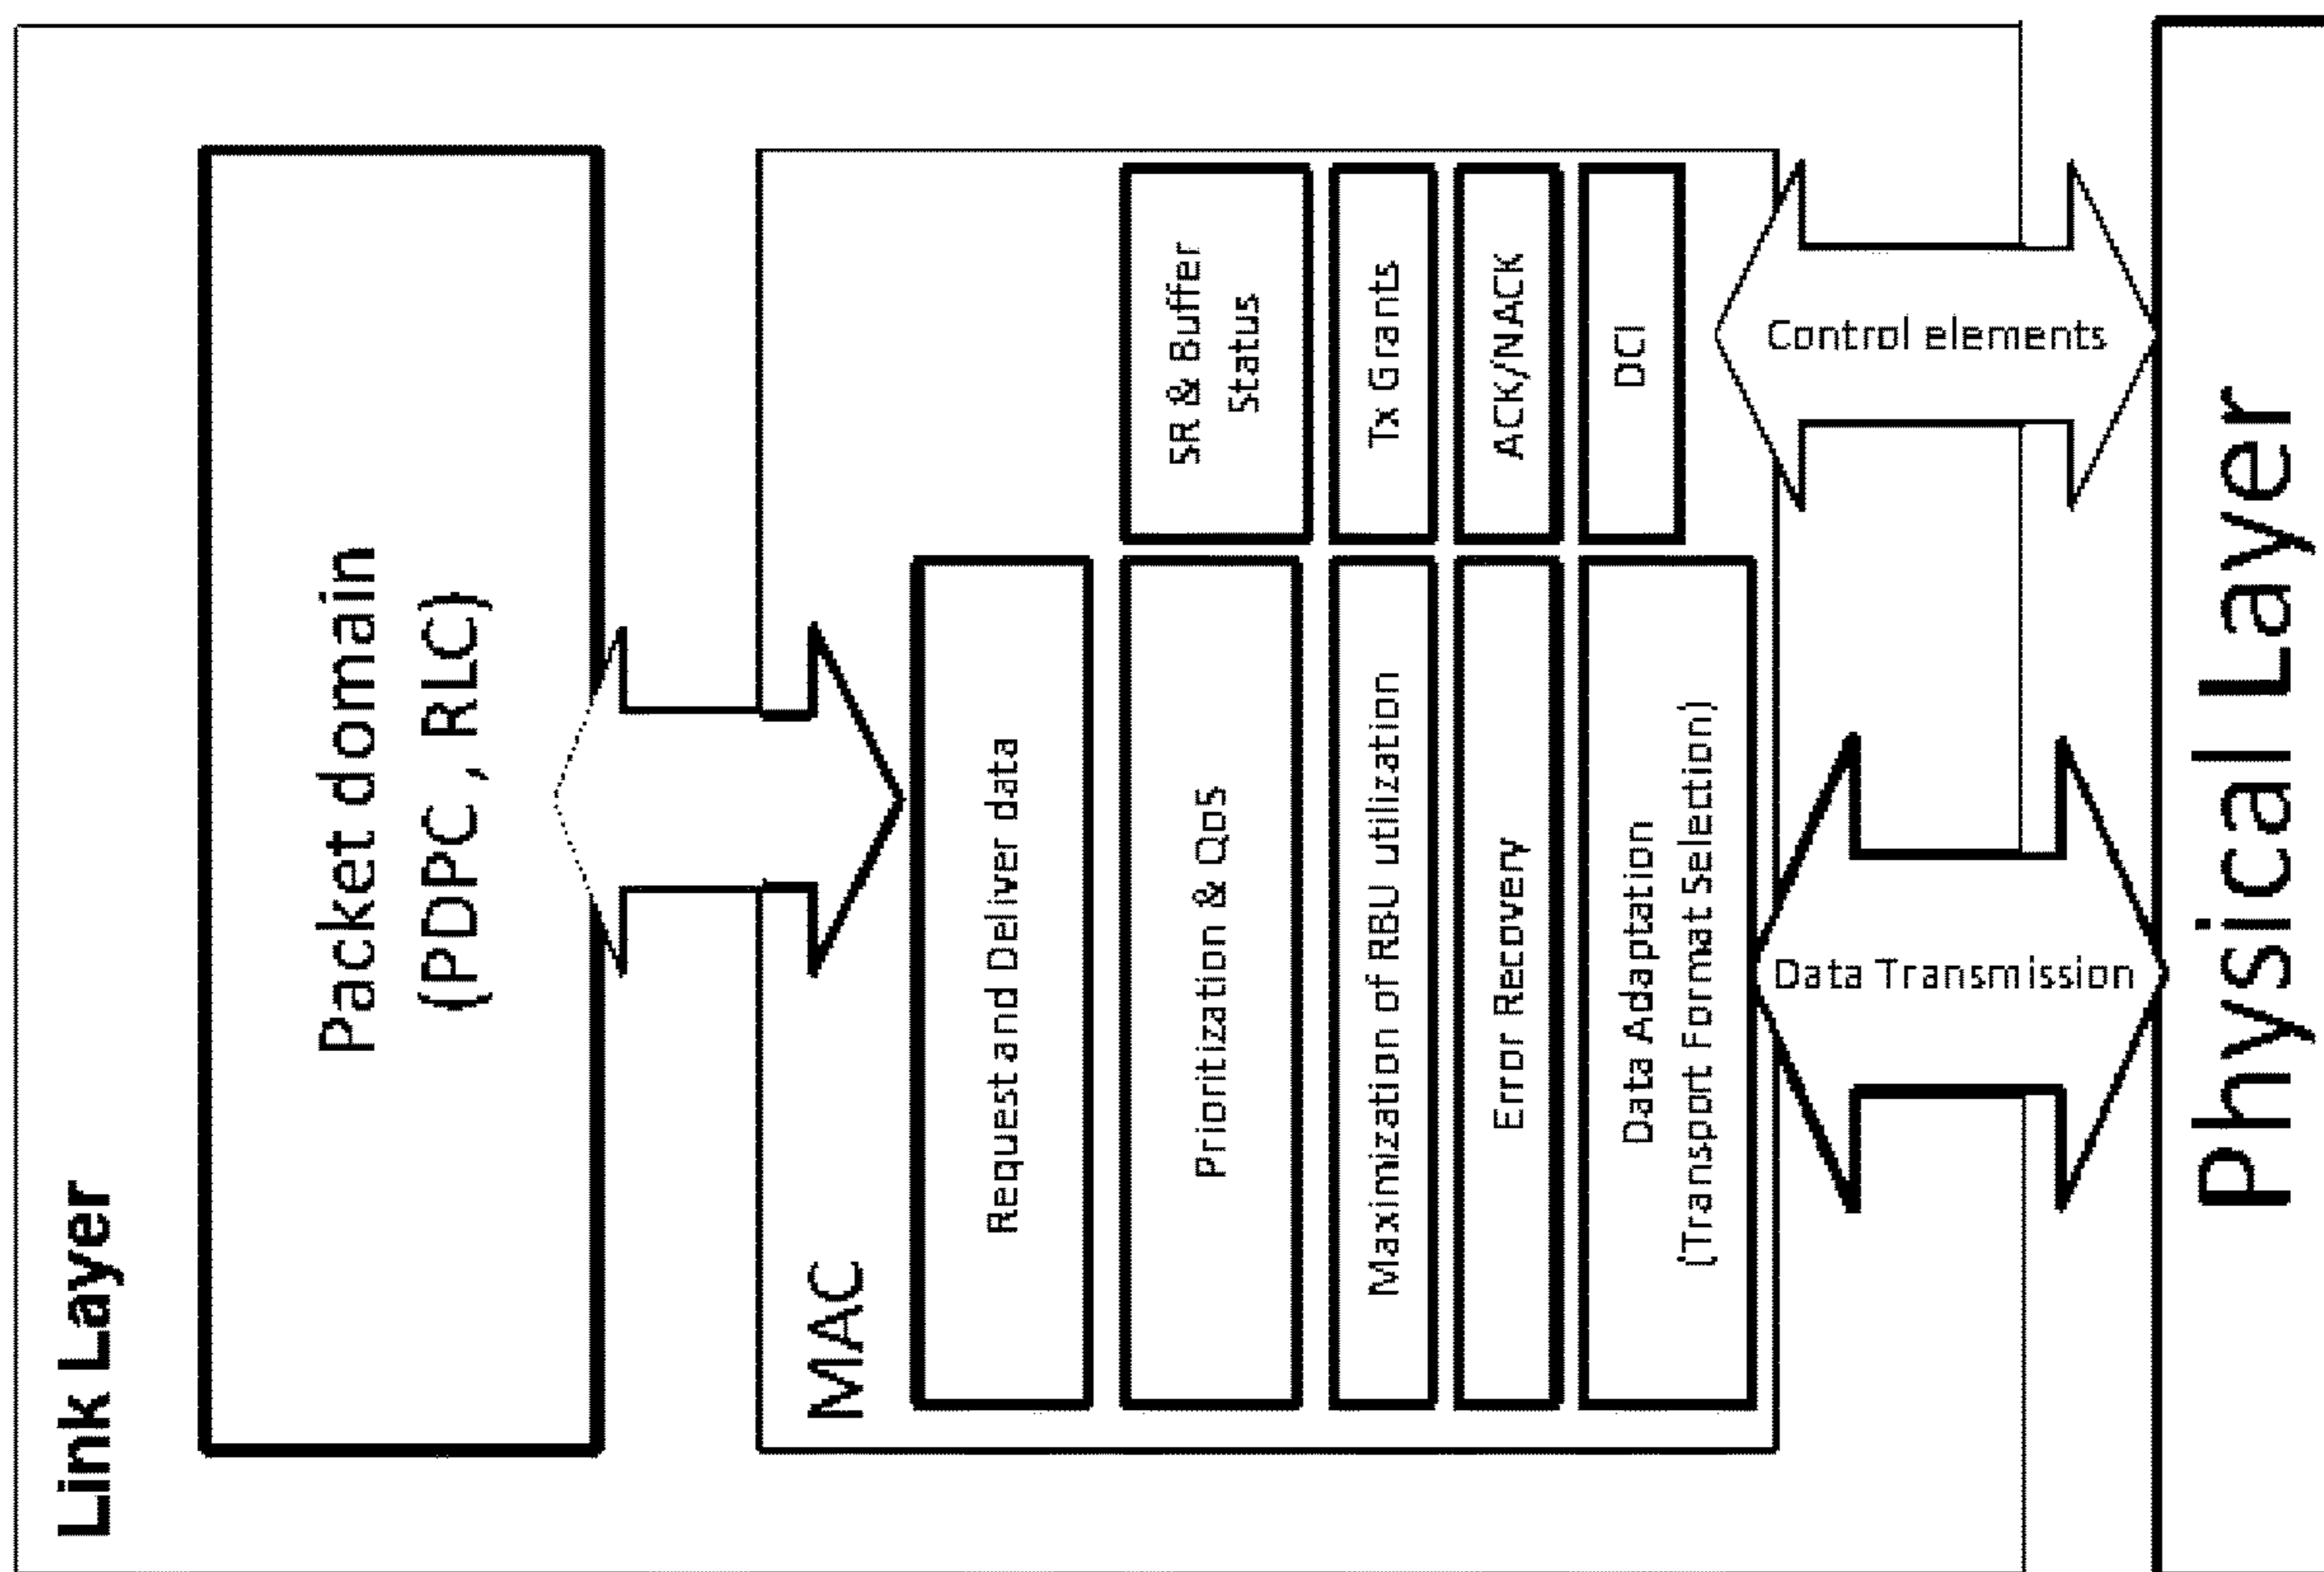 Link Layer
Packet domain
(PDPC , RLC)
MAC
Request and Deliver data
Prioritization & QoS
SR & Buffer
Status
Maximization of RBU utilization
Tx Grants
Error Recovery
ACK/NACK
Data Adaptation
(Transport Format Selection)
DCI
Data Transmission
Control elements
Physical Layer